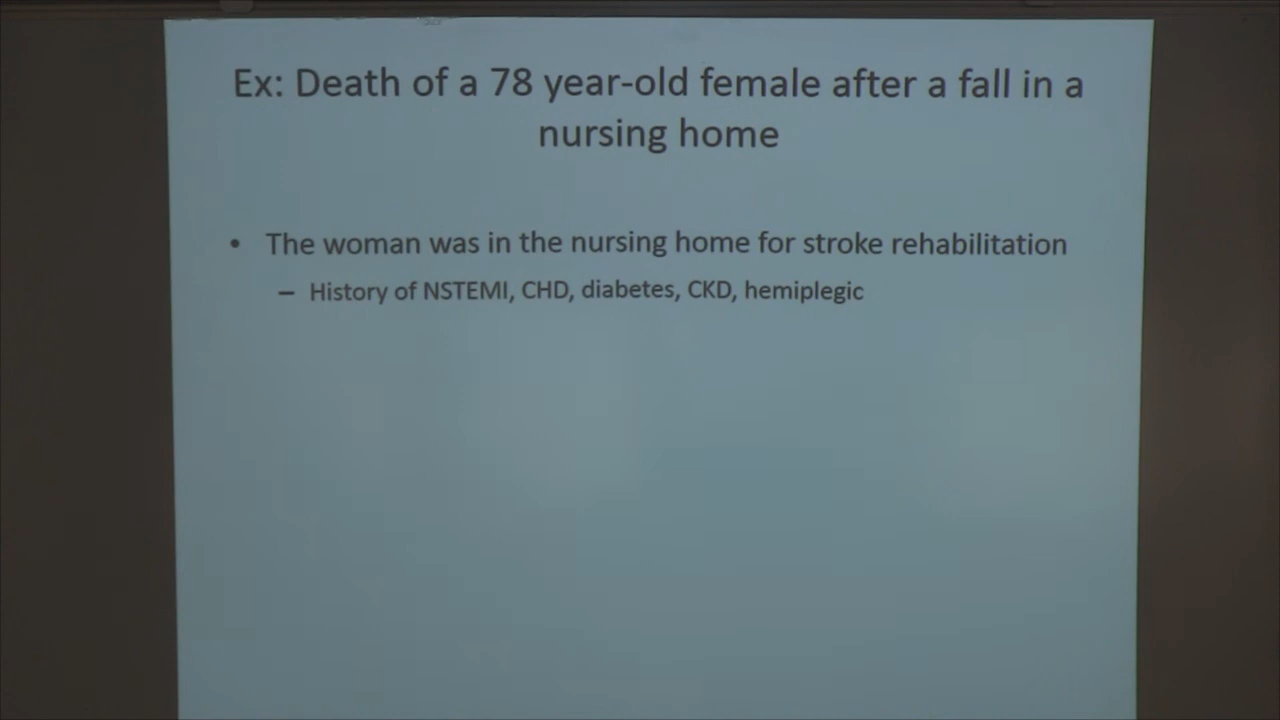 Ex: Death of a 78 year-old female after a fall in a
nursing home
• The woman was in the nursing home for stroke rehabilitation
– History of NSTEMI, CHD, diabetes, CKD, hemiplegic